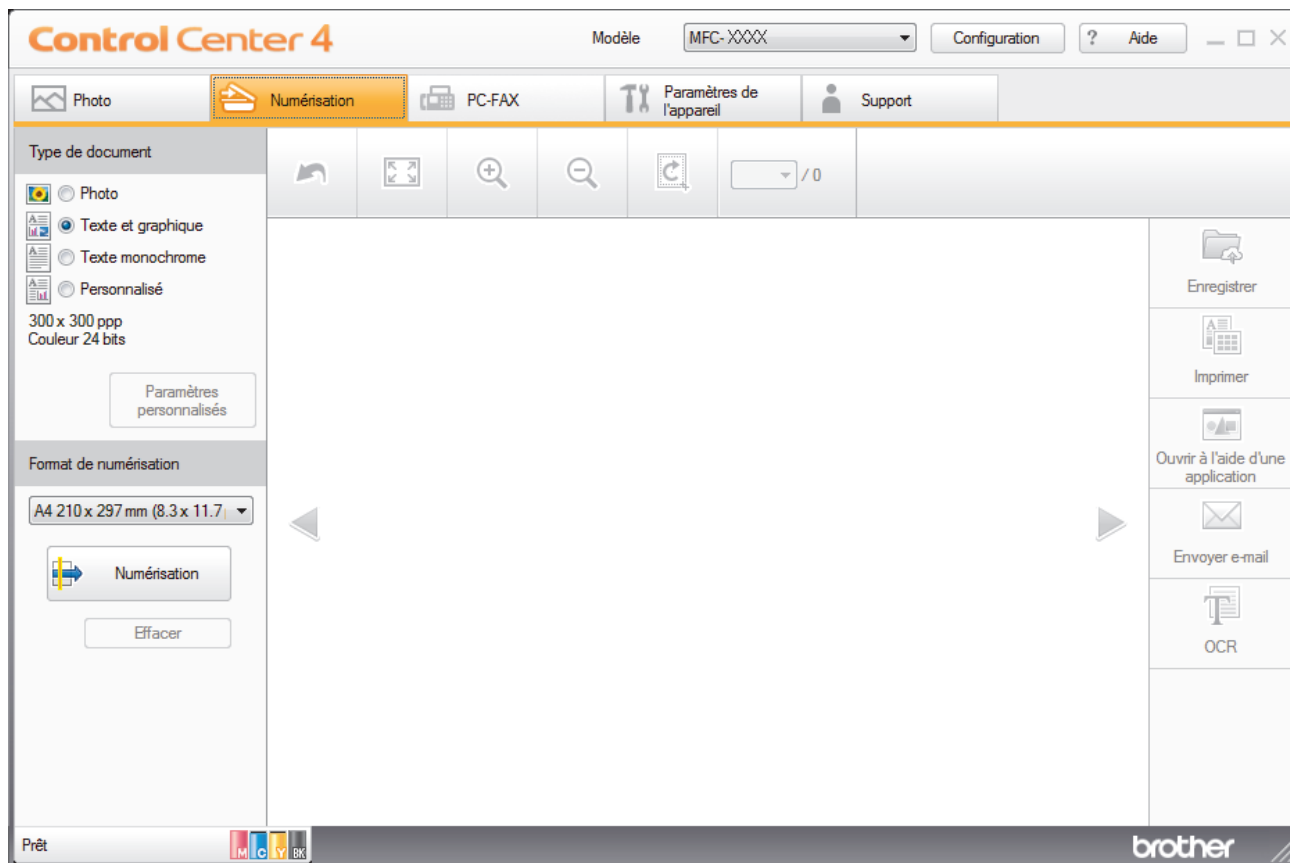 Control Center 4
Modèle
MFC-XXXX
Configuration
? Aide
Photo
Numérisation
PC-FAX
Paramètres de
l'appareil
Support
Type de document
/ 0
Photo
Texte et graphique
Texte monochrome
Personnalisé
300 x 300 ppp
Couleur 24 bits
Paramètres
personnalisés
Format de numérisation
A4 210 x 297 mm (8.3 x 11.7
Numérisation
Effacer
Enregistrer
Imprimer
Ouvrir à l'aide d'une
application
Envoyer e-mail
OCR
Prêt
M C Y BK
brother